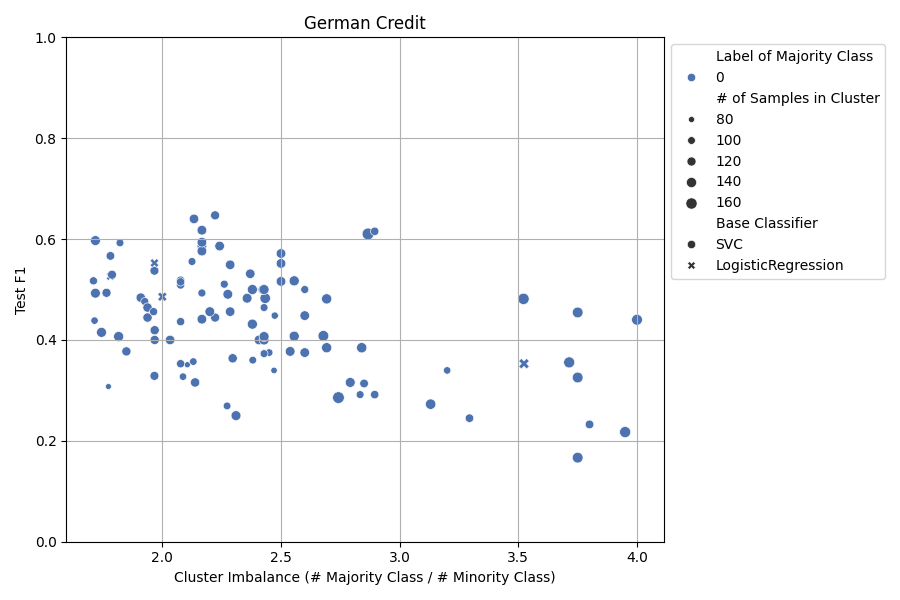 German Credit
Test F1
1.0
0.8
0.6
0.4
0.2
0.0
2.0
2.5
3.0
3.5
4.0
Cluster Imbalance (# Majority Class / # Minority Class)
Label of Majority Class
0
# of Samples in Cluster
80
100
120
140
160
Base Classifier
SVC
LogisticRegression